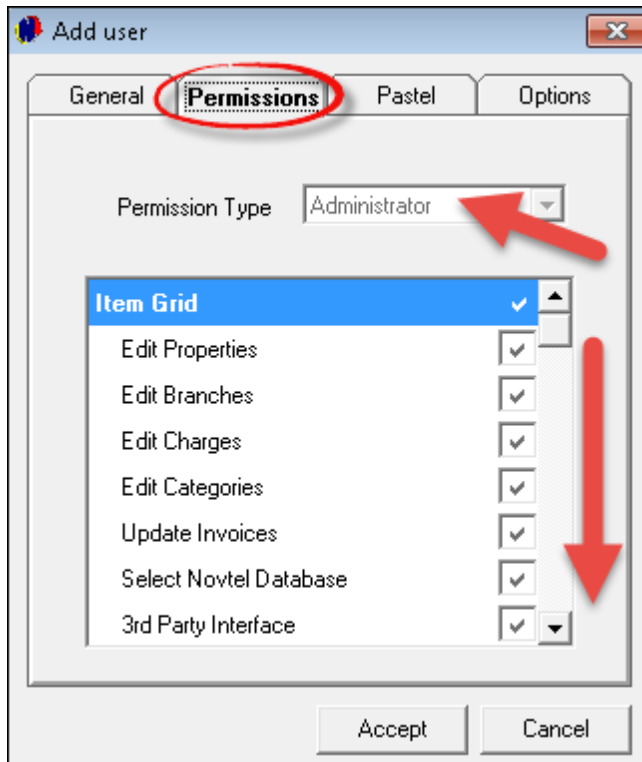 Add user
General Permissions Pastel Options
Permission Type Administrator
Item Grid
Edit Properties
Edit Branches
Edit Charges
Edit Categories
Update Invoices
Select Novtel Database
3rd Party Interface
Accept Cancel